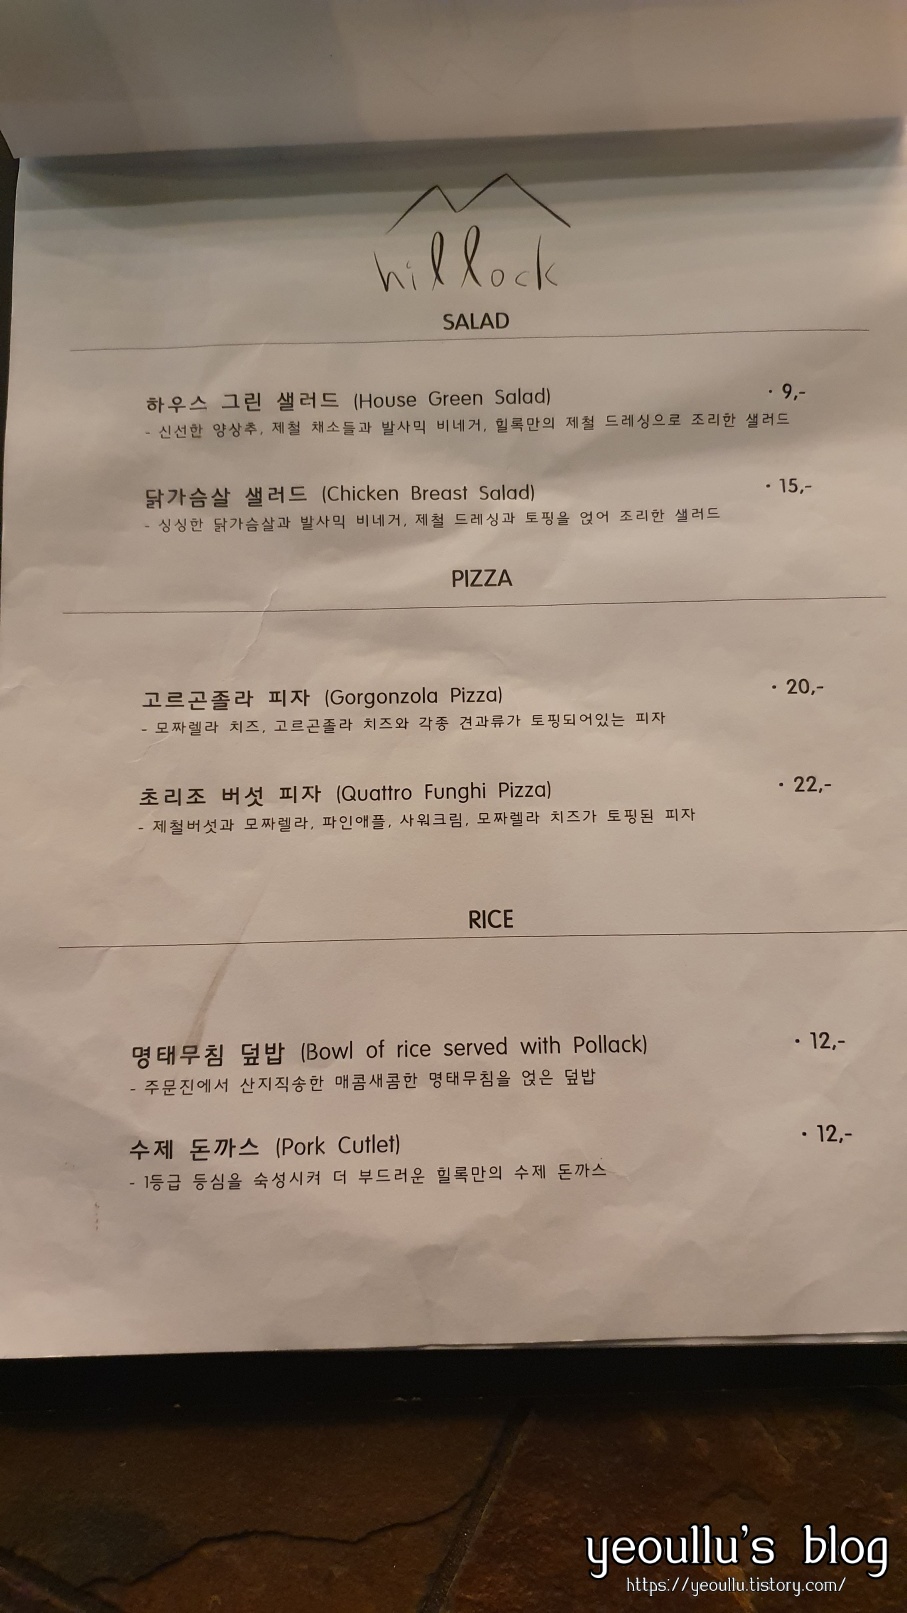 hillock
SALAD
하우스 그린 샐러드 (House Green Salad) · 9,-
- 신선한 양상추, 제철 채소들과 발사믹 비네거, 힐록만의 제철 드레싱으로 조리한 샐러드
닭가슴살 샐러드 (Chicken Breast Salad) · 15,-
- 싱싱한 닭가슴살과 발사믹 비네거, 제철 드레싱과 토핑을 얹어 조리한 샐러드
PIZZA
고르곤졸라 피자 (Gorgonzola Pizza) · 20,-
- 모짜렐라 치즈, 고르곤졸라 치즈와 각종 견과류가 토핑되어있는 피자
초리조 버섯 피자 (Quattro Funghi Pizza) · 22,-
- 제철버섯과 모짜렐라, 파인애플, 사워크림, 모짜렐라 치즈가 토핑된 피자
RICE
명태무침 덮밥 (Bowl of rice served with Pollack) · 12,-
- 주문진에서 산지직송한 매콤새콤한 명태무침을 얹은 덮밥
수제 돈까스 (Pork Cutlet) · 12,-
- 1등급 등심을 숙성시켜 더 부드러운 힐록만의 수제 돈까스
yeoullu's blog
https://yeoullu.tistory.com/